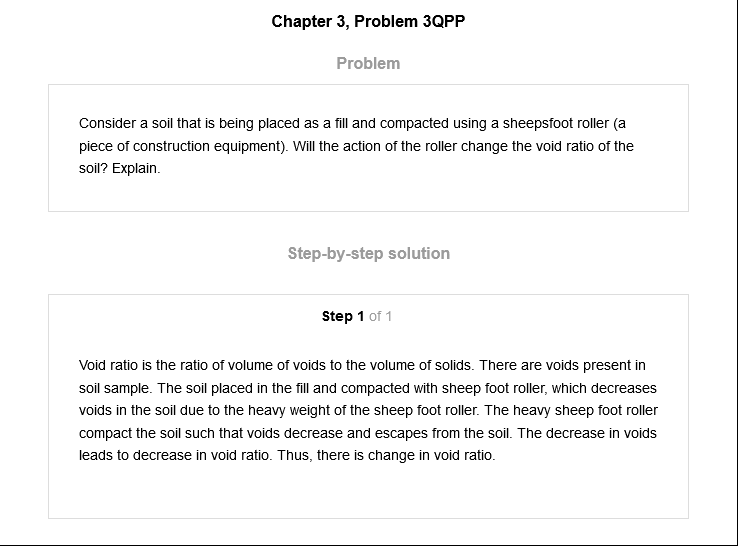 Chapter 3, Problem 3QPP
Problem
Consider a soil that is being placed as a fill and compacted using a sheepsfoot roller (a
piece of construction equipment). Will the action of the roller change the void ratio of the
soil? Explain.
Step-by-step solution
Step 1 of 1
Void ratio is the ratio of volume of voids to the volume of solids. There are voids present in
soil sample. The soil placed in the fill and compacted with sheep foot roller, which decreases
voids in the soil due to the heavy weight of the sheep foot roller. The heavy sheep foot roller
compact the soil such that voids decrease and escapes from the soil. The decrease in voids
leads to decrease in void ratio. Thus, there is change in void ratio.